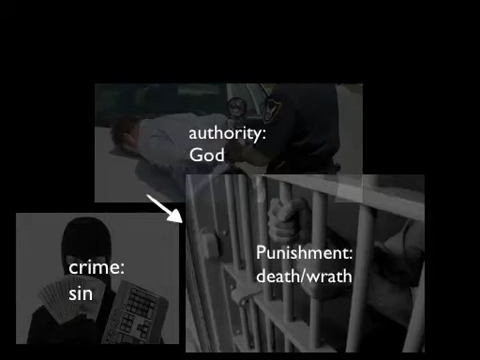 authority:
God
crime:
sin
Punishment:
death/wrath